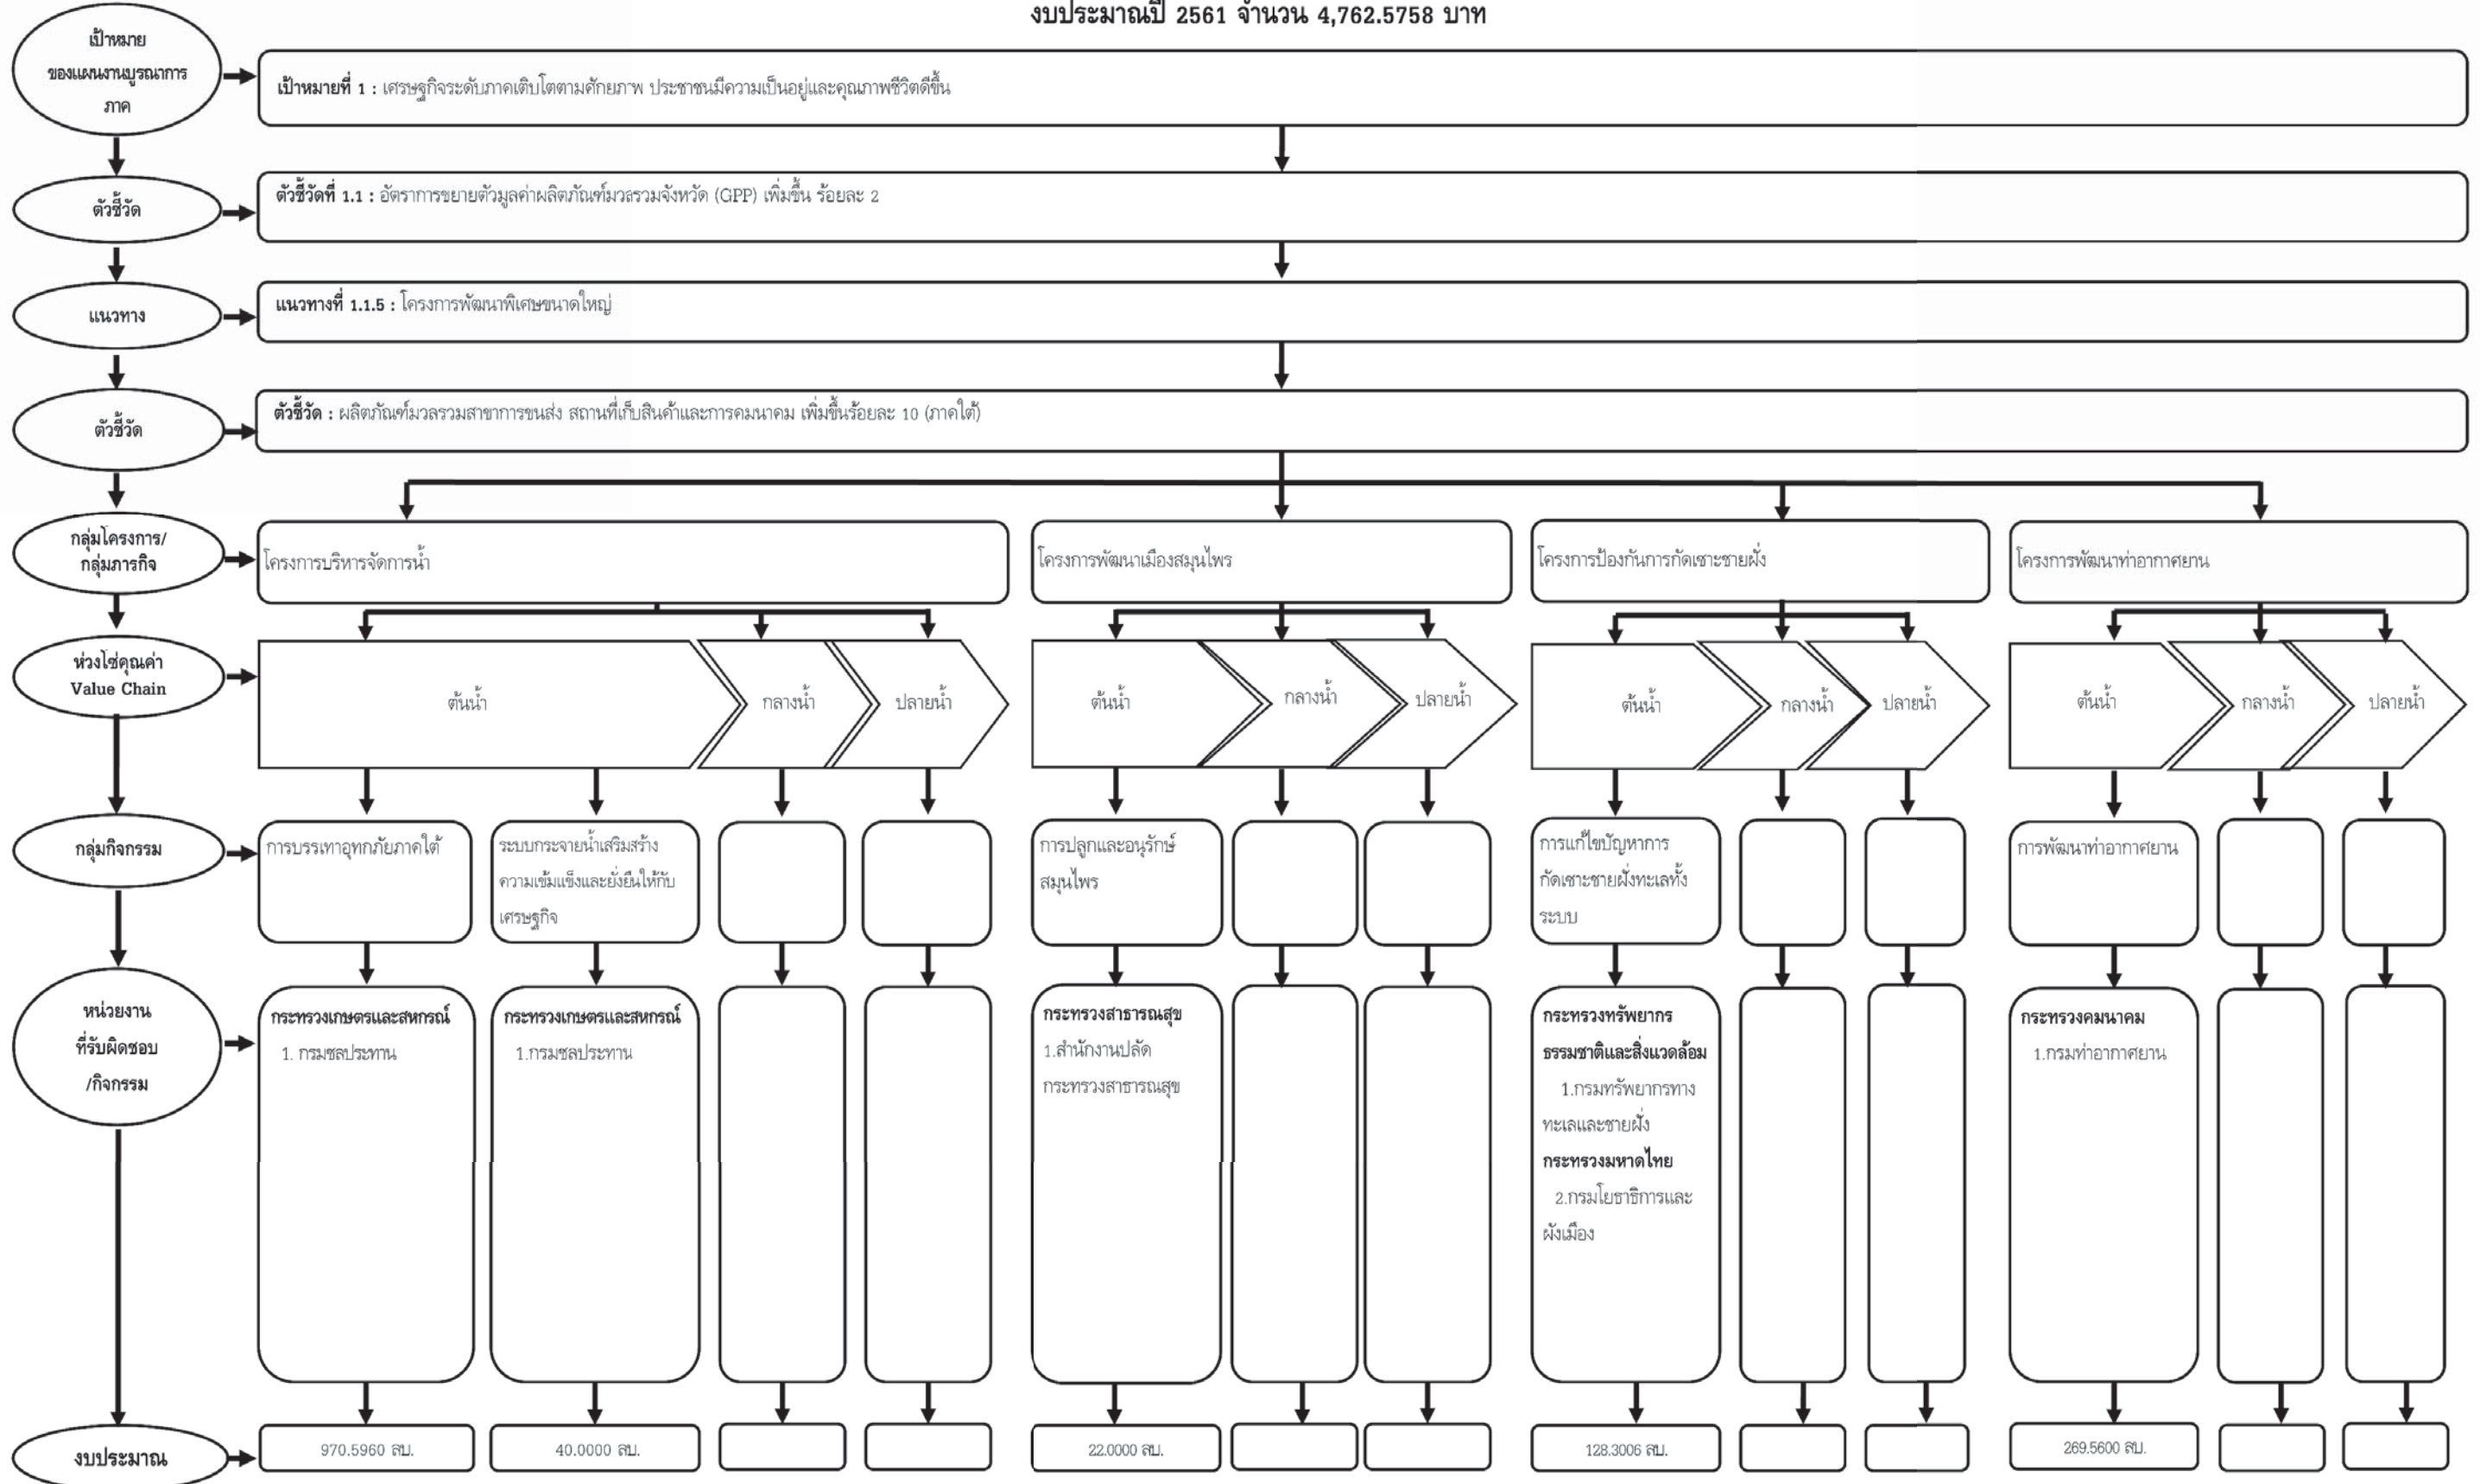 งบประมาณปี 2561 จำนวน 4,762.5758 บาท
เป้าหมาย
ของแผนงานบูรณาการ
ภาค
เป้าหมายที่ 1 : เศรษฐกิจระดับภาคเติบโตตามศักยภาพ ประชาชนมีความเป็นอยู่และคุณภาพชีวิตดีขึ้น
ตัวชี้วัด
ตัวชี้วัดที่ 1.1 : อัตราการขยายตัวมูลค่าผลิตภัณฑ์มวลรวมจังหวัด (GPP) เพิ่มขึ้น ร้อยละ 2
แนวทาง
แนวทางที่ 1.1.5 : โครงการพัฒนาพิเศษขนาดใหญ่
ตัวชี้วัด
ตัวชี้วัด : ผลิตภัณฑ์มวลรวมสาขาการขนส่ง สถานที่เก็บสินค้าและการคมนาคม เพิ่มขึ้นร้อยละ 10 (ภาคใต้)
กลุ่มโครงการ/
กลุ่มภารกิจ
โครงการบริหารจัดการน้ำ
โครงการพัฒนาเมืองสมุนไพร
โครงการป้องกันการกัดเซาะชายฝั่ง
โครงการพัฒนาท่าอากาศยาน
ห่วงโซ่คุณค่า
Value Chain
ต้นน้ำ
กลางน้ำ
ปลายน้ำ
ต้นน้ำ
กลางน้ำ
ปลายน้ำ
ต้นน้ำ
กลางน้ำ
ปลายน้ำ
ต้นน้ำ
กลางน้ำ
ปลายน้ำ
กลุ่มกิจกรรม
การบรรเทาอุทกภัยภาคใต้
ระบบกระจายน้ำเสริมสร้าง
ความเข้มแข็งและยั่งยืนให้กับ
เศรษฐกิจ
การปลูกและอนุรักษ์
สมุนไพร
การแก้ไขปัญหาการ
กัดเซาะชายฝั่งทะเลทั้ง
ระบบ
การพัฒนาท่าอากาศยาน
หน่วยงาน
ที่รับผิดชอบ
/กิจกรรม
กระทรวงเกษตรและสหกรณ์
1. กรมชลประทาน
กระทรวงเกษตรและสหกรณ์
1.กรมชลประทาน
กระทรวงสาธารณสุข
1.สำนักงานปลัด
กระทรวงสาธารณสุข
กระทรวงทรัพยากร
ธรรมชาติและสิ่งแวดล้อม
1.กรมทรัพยากรทาง
ทะเลและชายฝั่ง
กระทรวงมหาดไทย
2.กรมโยธาธิการและ
ผังเมือง
กระทรวงคมนาคม
1.กรมท่าอากาศยาน
งบประมาณ
970.5960 ลบ.
40.0000 ลบ.
22.0000 ลบ.
128.3006 ลบ.
269.5600 ลบ.